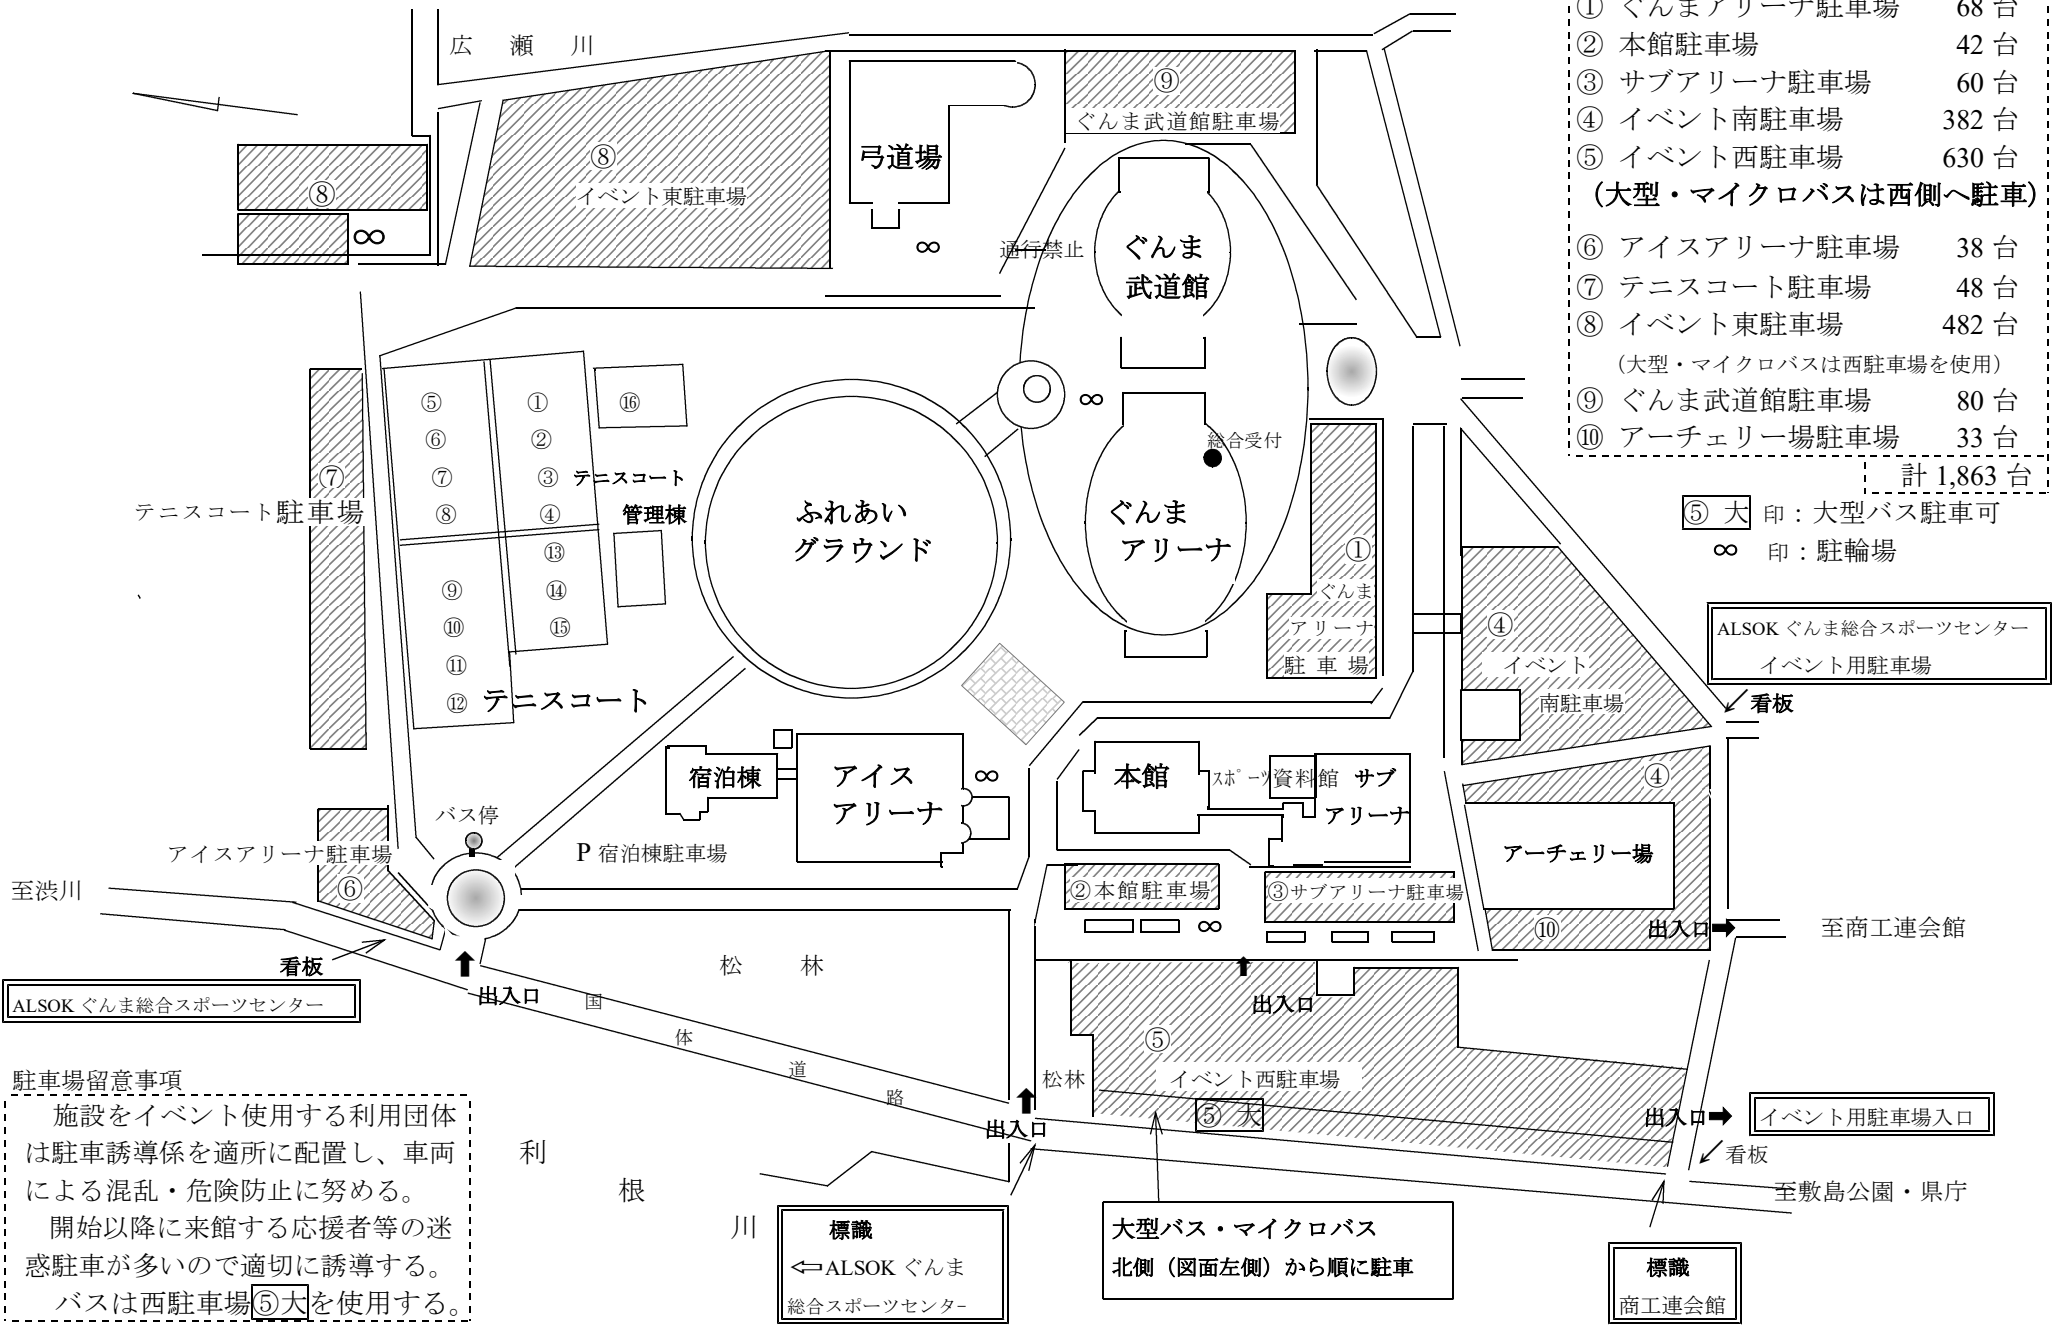 広 瀬 川
① ぐんまアリーナ駐車場 68 台
② 本館駐車場 42 台
③ サブアリーナ駐車場 60 台
④ イベント南駐車場 382 台
⑤ イベント西駐車場 630 台
（大型・マイクロバスは西側へ駐車）
⑥ アイスアリーナ駐車場 38 台
⑦ テニスコート駐車場 48 台
⑧ イベント東駐車場 482 台
（大型・マイクロバスは西駐車場を使用）
⑨ ぐんま武道館駐車場 80 台
⑩ アーチェリー場駐車場 33 台
計 1,863 台
⑤ 大 印：大型バス駐車可
∞ 印：駐輪場
⑨
ぐんま武道館駐車場
⑧
イベント東駐車場
⑧
∞
弓道場
∞
通行禁止
ぐんま
武道館
∞
総合受付
ぐんま
アリーナ
①
ぐんま
アリーナ
駐 車 場
⑤
⑥
⑦
⑧
①
②
③
④
⑯
テニスコート
管理棟
⑬
⑭
⑮
⑨
⑩
⑪
⑫
テニスコート
⑦
テニスコート駐車場
ふれあい
グラウンド
④
イベント
南駐車場
ALSOK ぐんま総合スポーツセンター
イベント用駐車場
看板
宿泊棟
アイス
アリーナ
∞
本館
スポーツ資料館
サブ
アリーナ
④
アーチェリー場
⑩
出入口
至商工連会館
バス停
アイスアリーナ駐車場
⑥
P 宿泊棟駐車場
②本館駐車場
③サブアリーナ駐車場
∞
至渋川
看板
ALSOK ぐんま総合スポーツセンター
出入口
松 林
国
体
道
路
出入口
⑤
イベント西駐車場
⑤ 大
松林
出入口
出入口
イベント用駐車場入口
看板
至敷島公園・県庁
利
根
川
駐車場留意事項
施設をイベント使用する利用団体
は駐車誘導係を適所に配置し、車両
による混乱・危険防止に努める。
開始以降に来館する応援者等の迷
惑駐車が多いので適切に誘導する。
バスは西駐車場⑤大を使用する。
標識
⇦ALSOK ぐんま
総合スポーツセンター
大型バス・マイクロバス
北側（図面左側）から順に駐車
標識
商工連会館